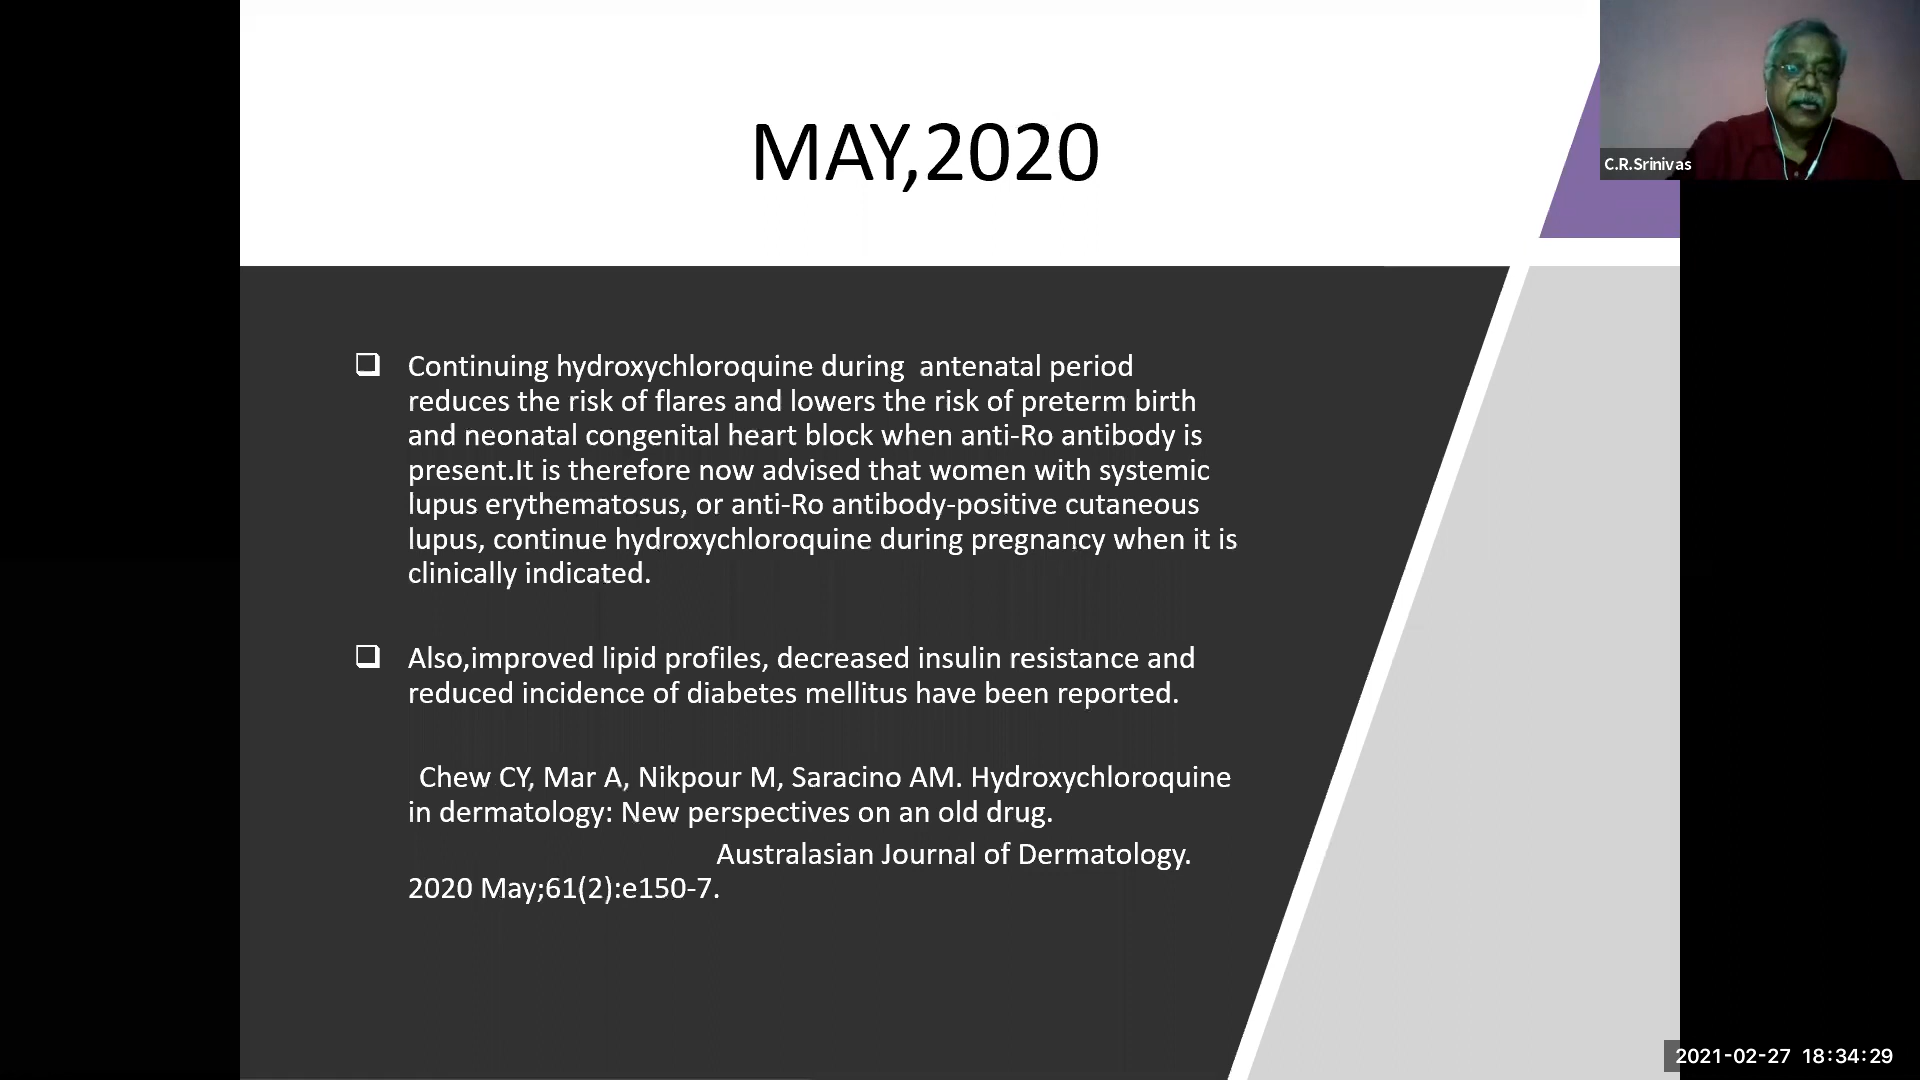 MAY,2020
C.R.Srinivas
❑ Continuing hydroxychloroquine during antenatal period
reduces the risk of flares and lowers the risk of preterm birth
and neonatal congenital heart block when anti-Ro antibody is
present.It is therefore now advised that women with systemic
lupus erythematosus, or anti-Ro antibody-positive cutaneous
lupus, continue hydroxychloroquine during pregnancy when it is
clinically indicated.
❑ Also,improved lipid profiles, decreased insulin resistance and
reduced incidence of diabetes mellitus have been reported.
Chew CY, Mar A, Nikpour M, Saracino AM. Hydroxychloroquine
in dermatology: New perspectives on an old drug.
Australasian Journal of Dermatology.
2020 May;61(2):e150-7.
2021-02-27 18:34:29